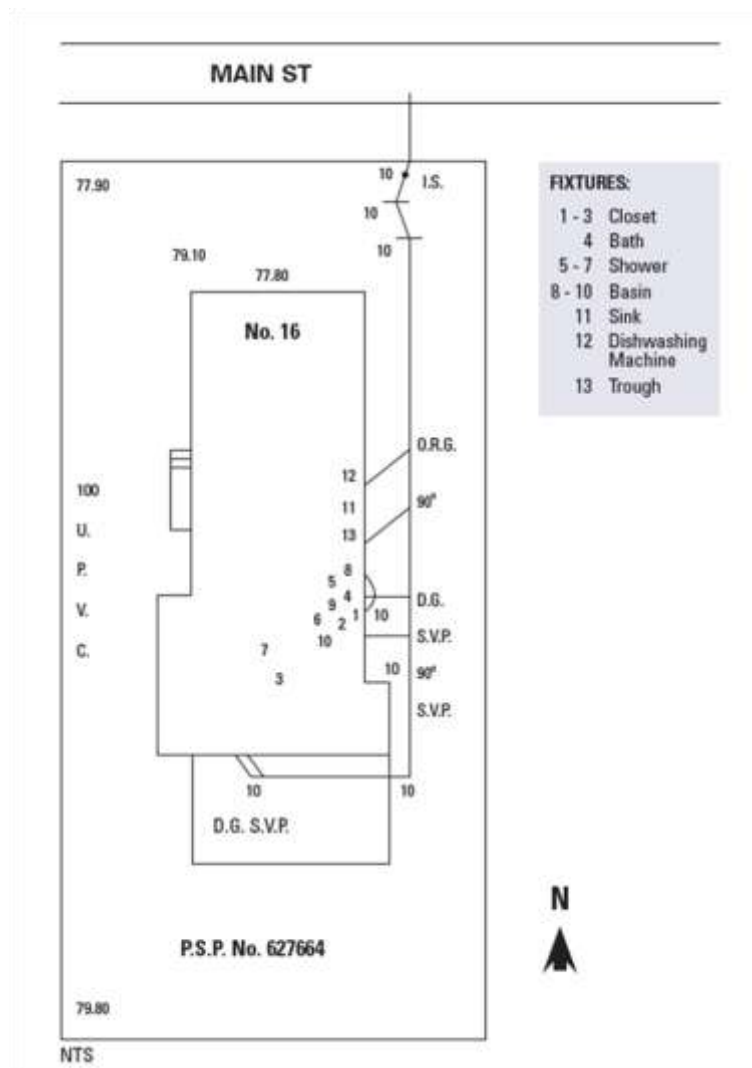 MAIN ST
10
I.S.
77.90
10
10
79.10
77.80
No. 16
FIXTURES:
1 - 3 Closet
4 Bath
5 - 7 Shower
8 - 10 Basin
11 Sink
12 Dishwashing
Machine
13 Trough
O.R.G.
12
100
11
90°
U.
13
P.
8
5
4
D.G.
V.
9
1
10
6
2
S.V.P.
10
C.
7
10
90°
3
S.V.P.
10
10
D.G. S.V.P.
N
P.S.P. No. 627664
79.80
NTS